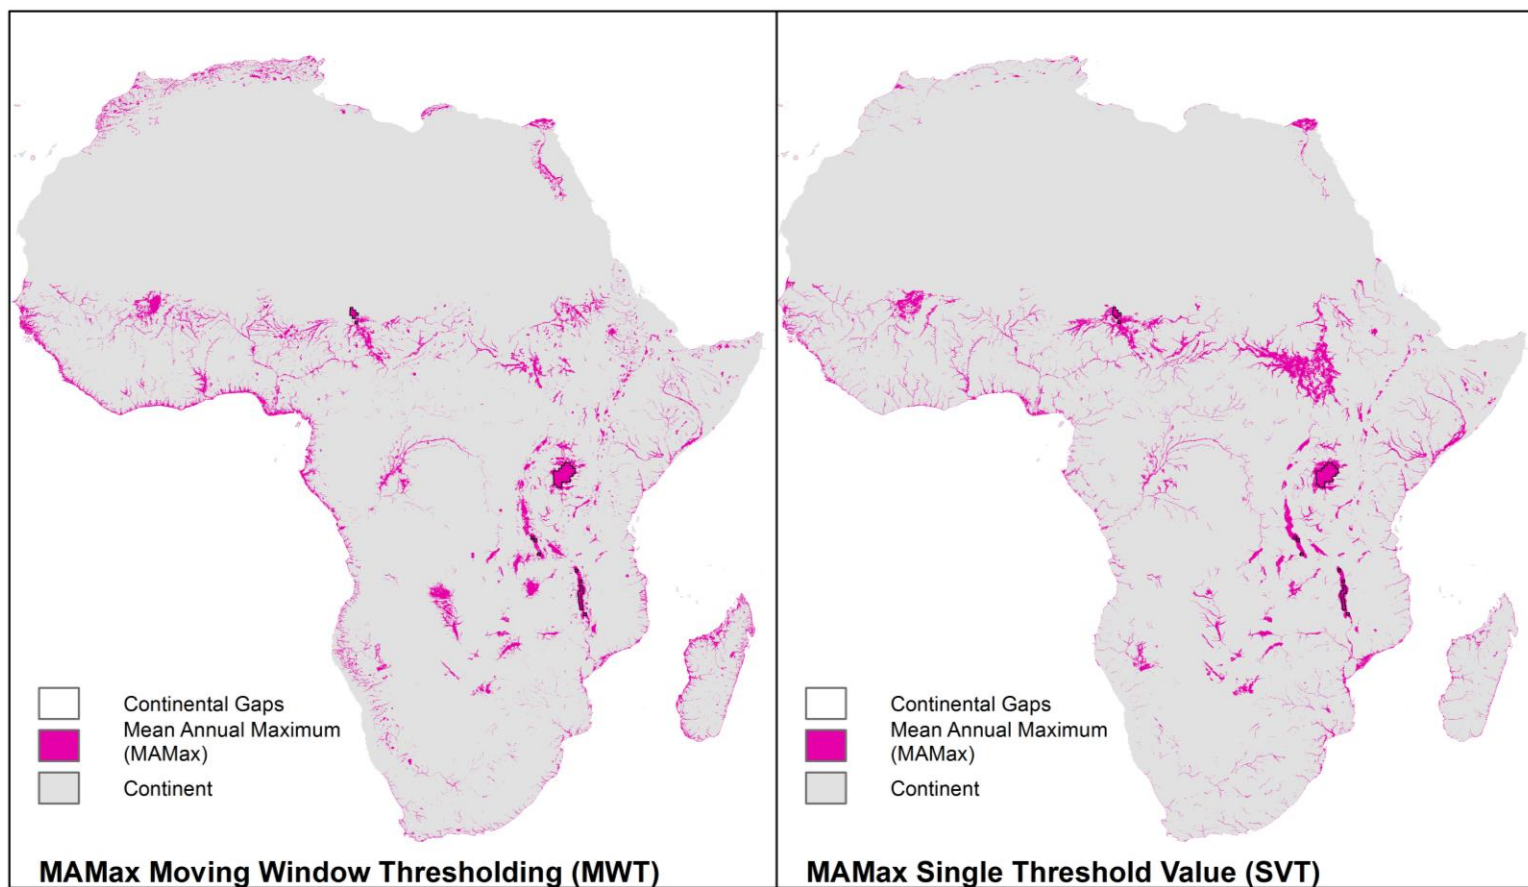 Continental Gaps
Mean Annual Maximum
(MAMax)
Continent
MAMax Moving Window Thresholding (MWT)
Continental Gaps
Mean Annual Maximum
(MAMax)
Continent
MAMax Single Threshold Value (SVT)